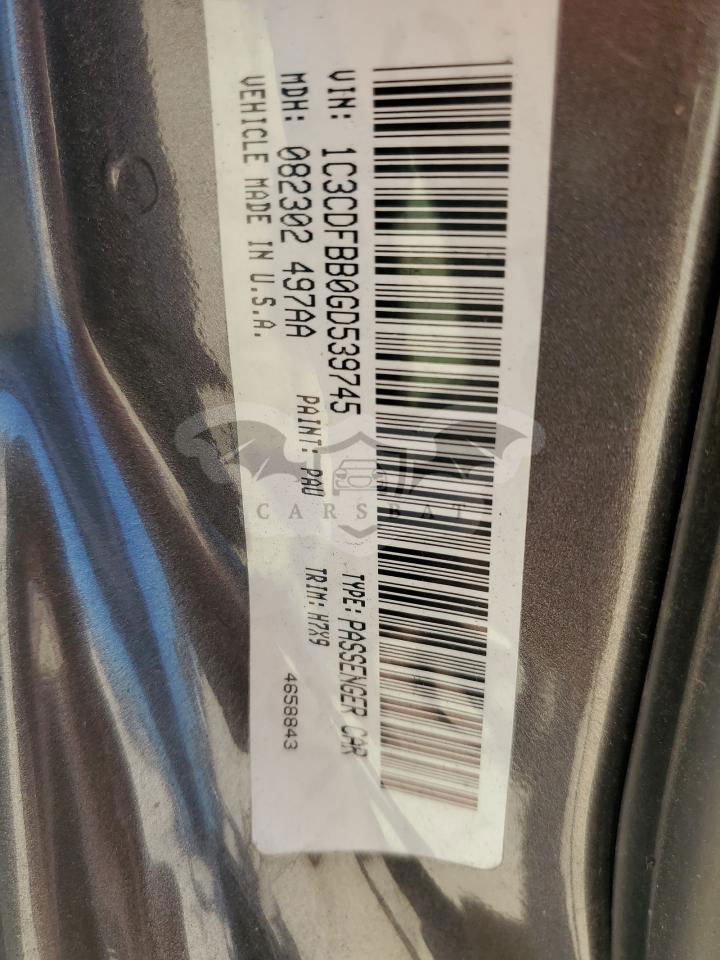 VIN: 1C3CDFBB0GD539745
TYPE: PASSENGER CAR
MDH: 082302 497AA
PAINT: PAU
TRIM: H7X9
VEHICLE MADE IN U.S.A.
4658843
CARSBAT